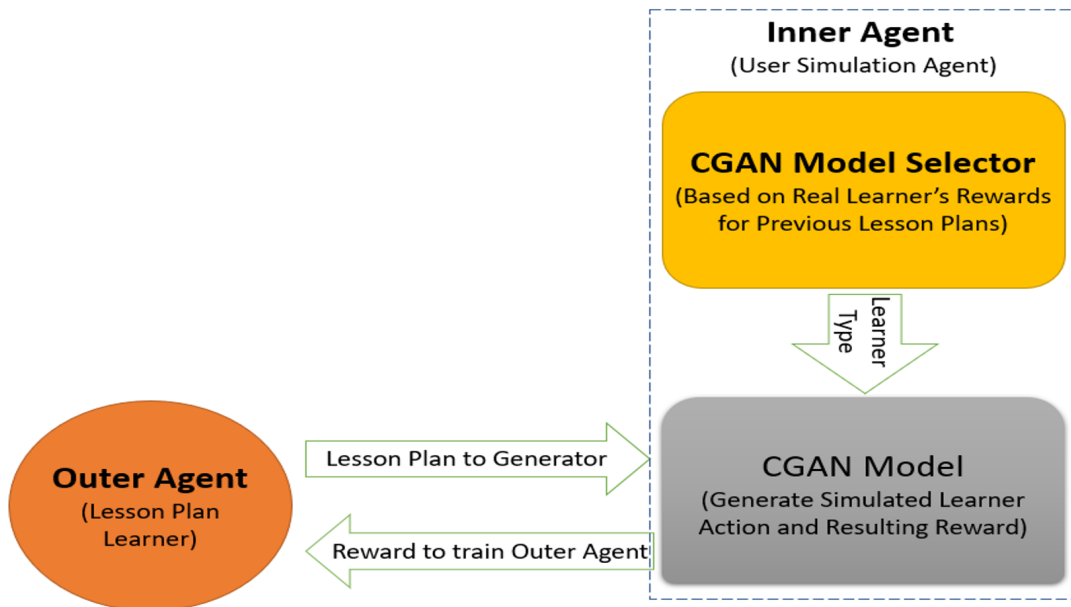 Inner Agent
(User Simulation Agent)
CGAN Model Selector
(Based on Real Learner’s Rewards
for Previous Lesson Plans)
Learner
Type
Outer Agent
(Lesson Plan
Learner)
Lesson Plan to Generator
Reward to train Outer Agent
CGAN Model
(Generate Simulated Learner
Action and Resulting Reward)